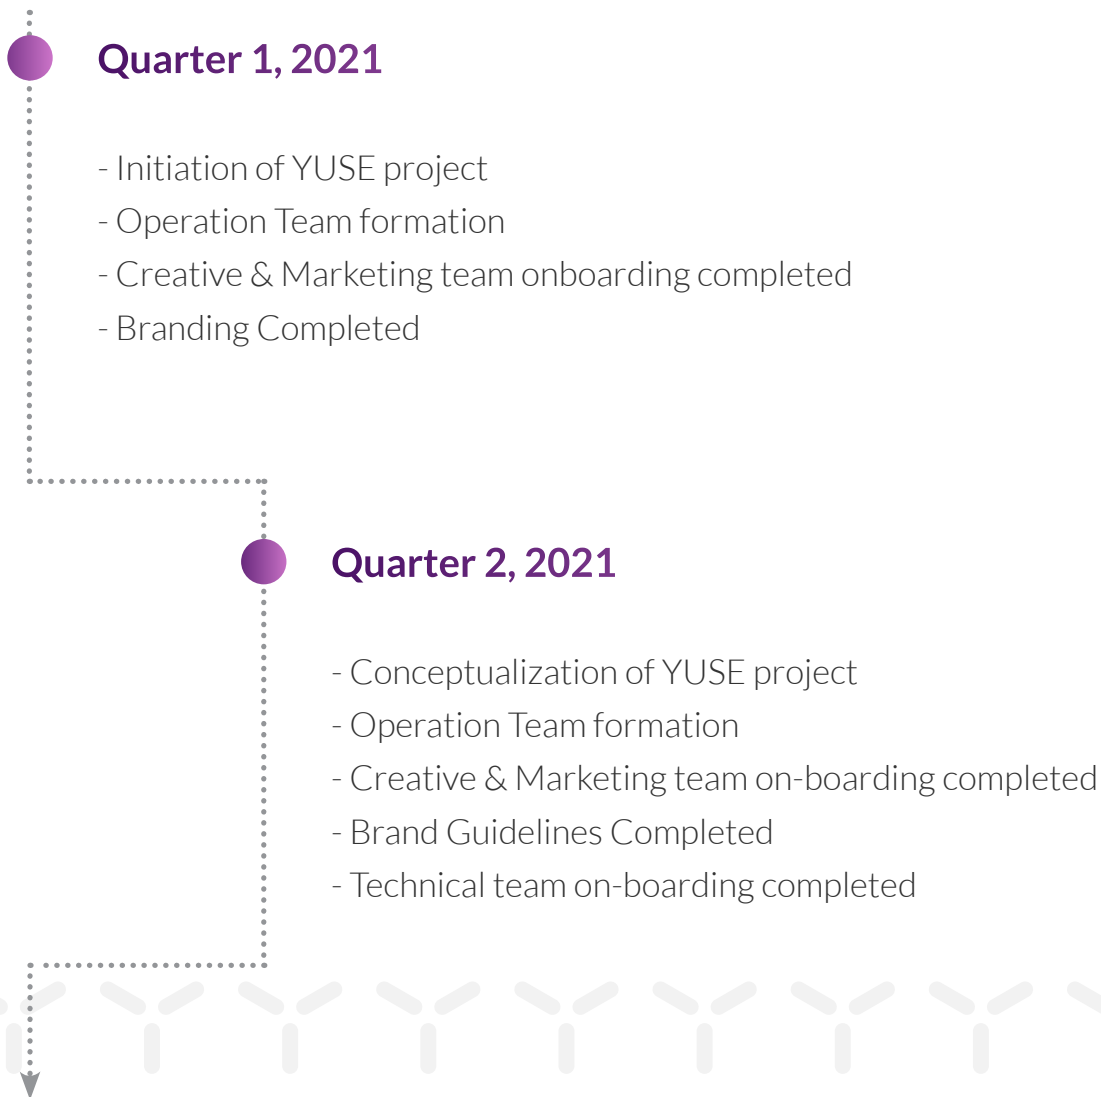 Quarter 1, 2021
- Initiation of YUSE project
- Operation Team formation
- Creative & Marketing team onboarding completed
- Branding Completed
Quarter 2, 2021
- Conceptualization of YUSE project
- Operation Team formation
- Creative & Marketing team on-boarding completed
- Brand Guidelines Completed
- Technical team on-boarding completed